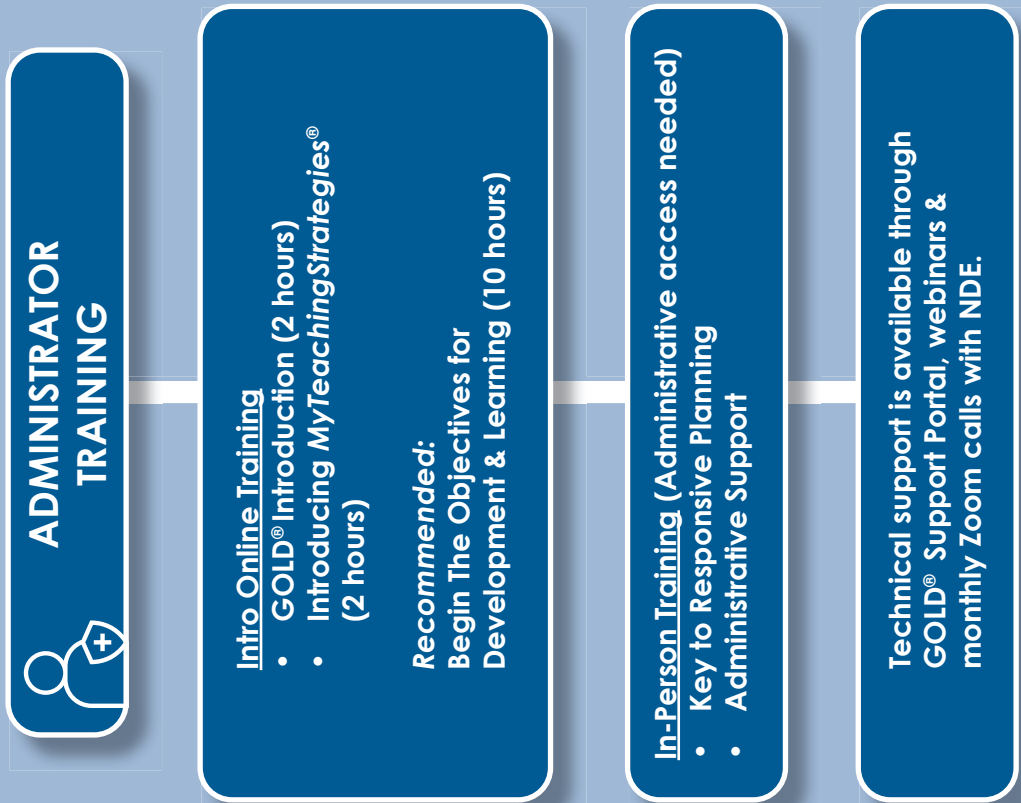 ADMINISTRATOR
TRAINING
Intro Online Training
• GOLD® Introduction (2 hours)
• Introducing MyTeachingStrategies®
(2 hours)
Recommended:
Begin The Objectives for
Development & Learning (10 hours)
In-Person Training (Administrative access needed)
• Key to Responsive Planning
• Administrative Support
Technical support is available through
GOLD® Support Portal, webinars &
monthly Zoom calls with NDE.